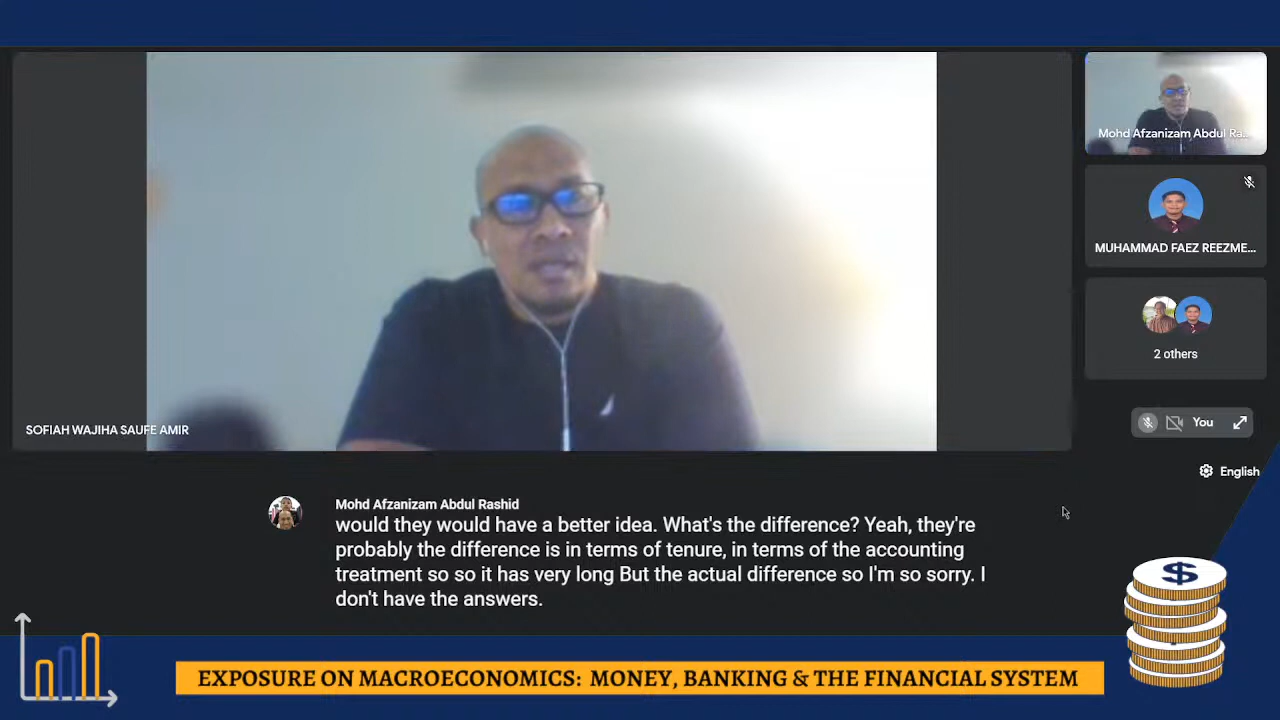 Mohd Afzanizam Abdul Ra...
MUHAMMAD FAEZ REEZME...
2 others
SOFIAH WAJIHA SAUFE AMIR
You
English
Mohd Afzanizam Abdul Rashid
would they would have a better idea. What's the difference? Yeah, they're
probably the difference is in terms of tenure, in terms of the accounting
treatment so so it has very long But the actual difference so I'm so sorry. I
don't have the answers.
$
EXPOSURE ON MACROECONOMICS: MONEY, BANKING & THE FINANCIAL SYSTEM